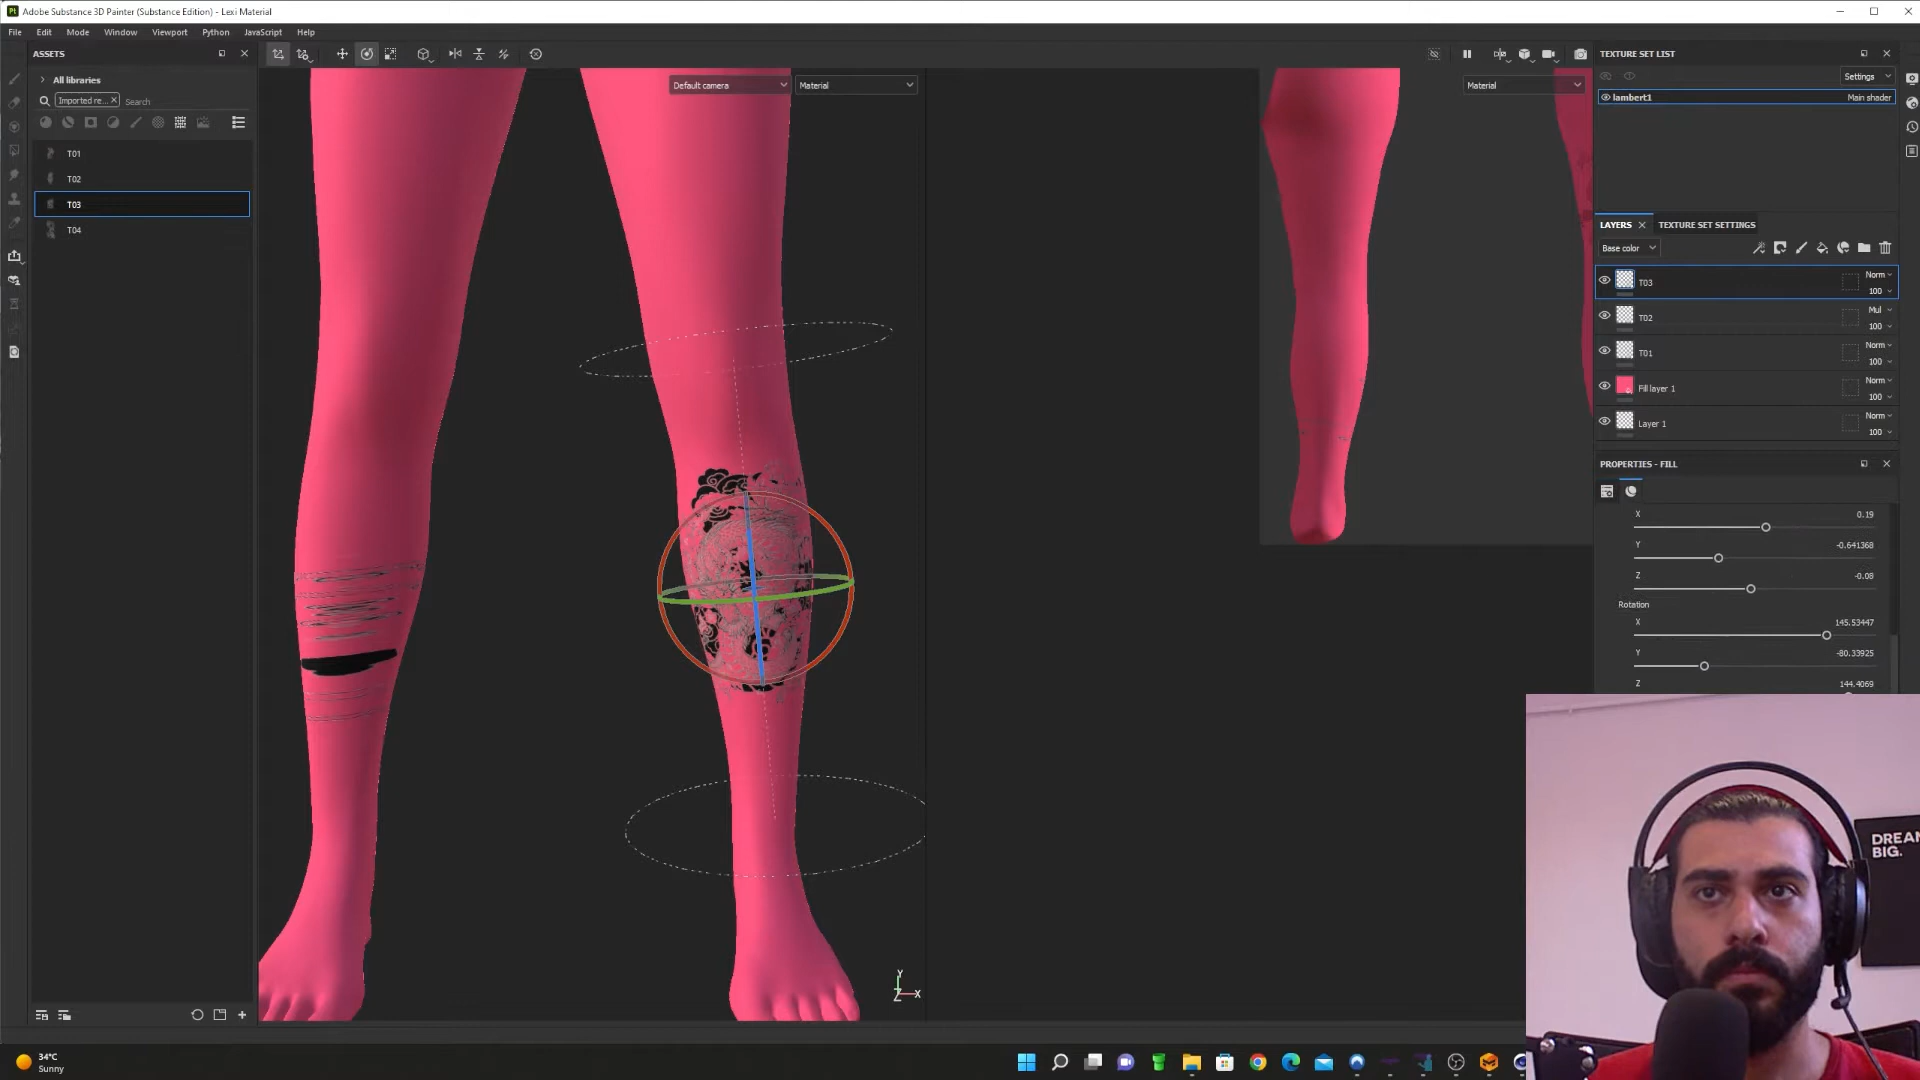 Adobe Substance 3D Painter (Substance Edition) - Lexi Material
File Edit Mode Window Viewport Python JavaScript Help
ASSETS
All libraries
Imported re... Search
T01
T02
T03
T04
Default camera
Material
Material
TEXTURE SET LIST
Settings
lambert1 Main shader
LAYERS TEXTURE SET SETTINGS
Base color
T03 Norm
100
T02 Mul
100
T01 Norm
100
Fill layer 1 Norm
100
Layer 1 Norm
100
PROPERTIES - FILL
X 0.19
Y -0.641368
Z -0.08
Rotation
X 145.53447
Y -80.33925
Z 144.4069
Y
Z X
DREAM
BIG.
34°C
Sunny